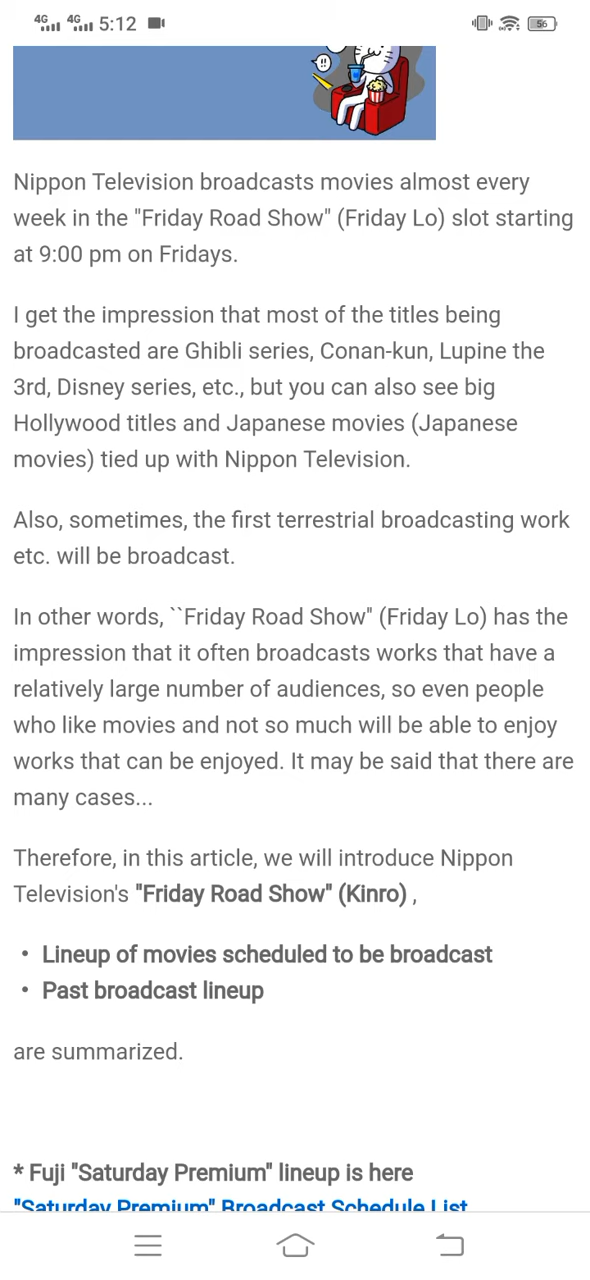 4G 4G 5:12 56
!!
Nippon Television broadcasts movies almost every
week in the "Friday Road Show" (Friday Lo) slot starting
at 9:00 pm on Fridays.
I get the impression that most of the titles being
broadcasted are Ghibli series, Conan-kun, Lupine the
3rd, Disney series, etc., but you can also see big
Hollywood titles and Japanese movies (Japanese
movies) tied up with Nippon Television.
Also, sometimes, the first terrestrial broadcasting work
etc. will be broadcast.
In other words, ``Friday Road Show" (Friday Lo) has the
impression that it often broadcasts works that have a
relatively large number of audiences, so even people
who like movies and not so much will be able to enjoy
works that can be enjoyed. It may be said that there are
many cases...
Therefore, in this article, we will introduce Nippon
Television's "Friday Road Show" (Kinro) ,
• Lineup of movies scheduled to be broadcast
• Past broadcast lineup
are summarized.
* Fuji "Saturday Premium" lineup is here
"Saturday Premium" Broadcast Schedule List